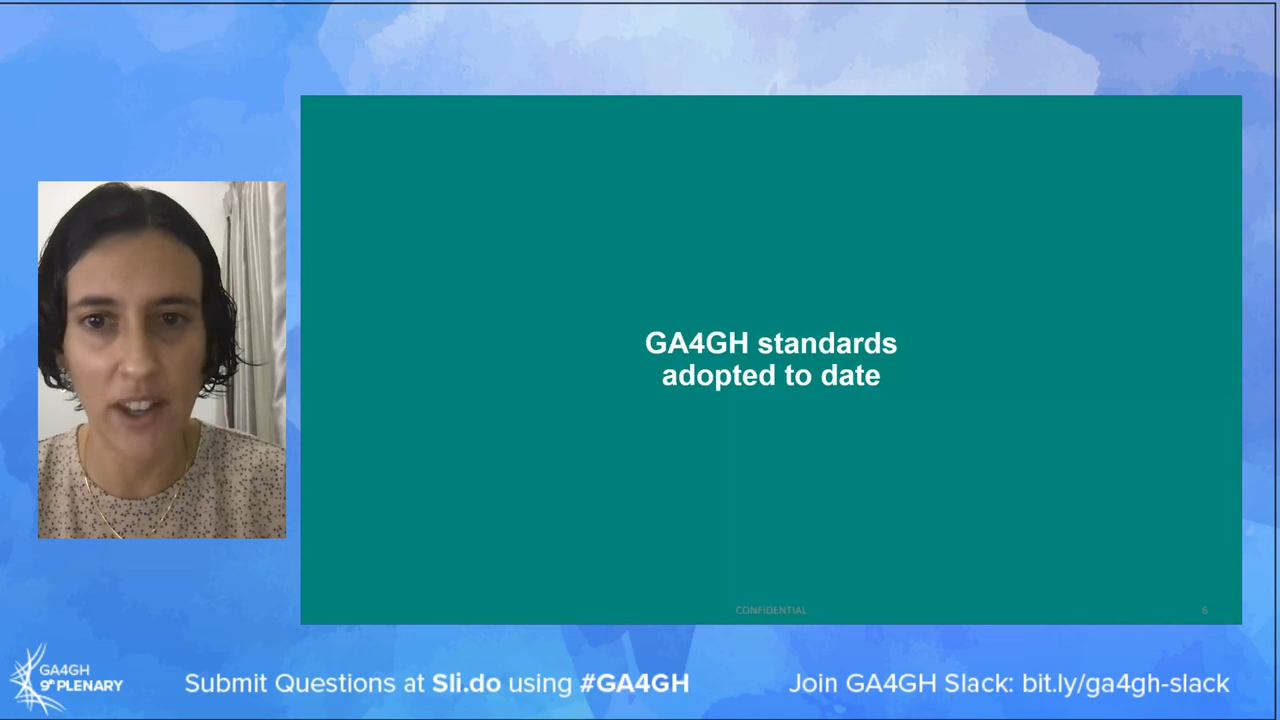 GA4GH standards
adopted to date
CONFIDENTIAL
6
GA4GH
9th PLENARY
Submit Questions at Sli.do using #GA4GH
Join GA4GH Slack: bit.ly/ga4gh-slack